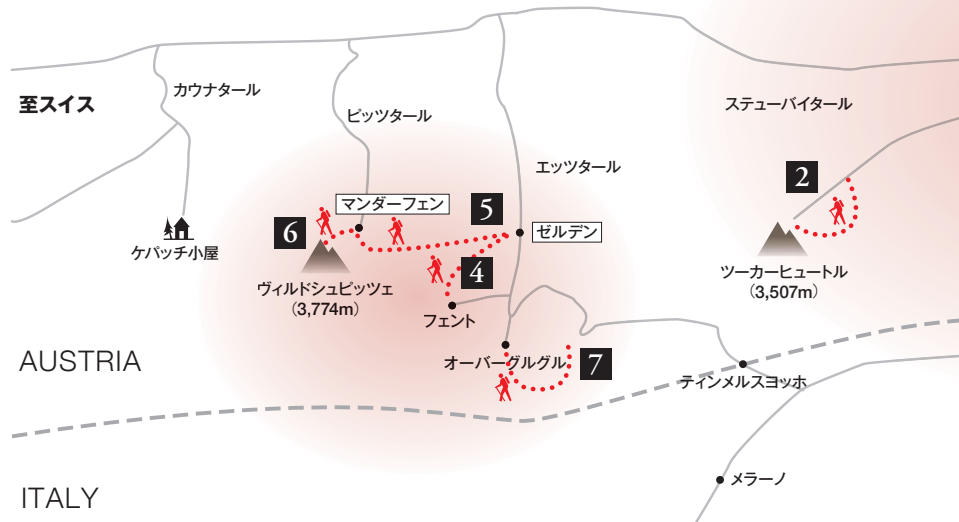 カウナタール
至スイス
ピッツタール
ステューバイタール
エッツタール
2
マンダーフェン
5
6
ゼルデン
ケパッチ小屋
4
ヴィルドシュピッツェ
（3,774m）
ツーカーヒュートル
（3,507m）
フェント
AUSTRIA
オーバーグルグル
7
ティンメルスヨッホ
メラーノ
ITALY